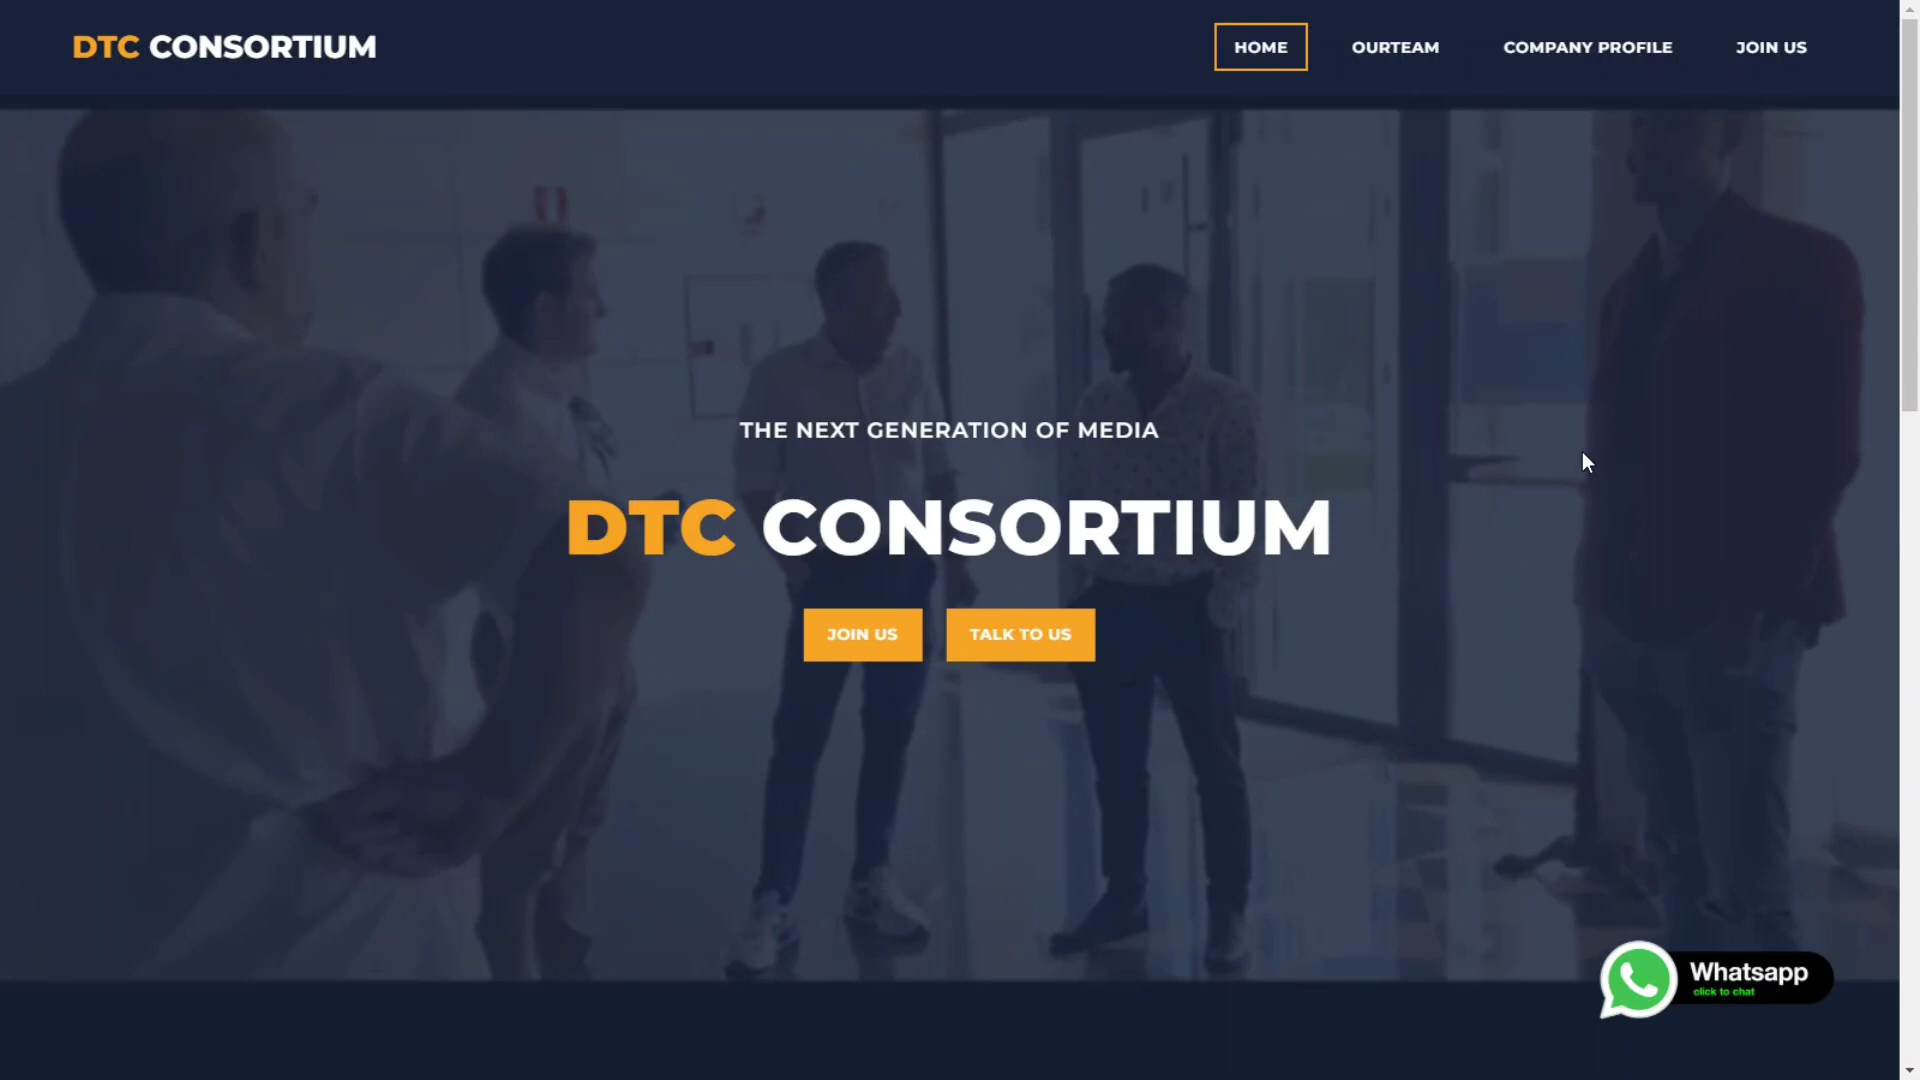 DTC CONSORTIUM
HOME
OURTEAM
COMPANY PROFILE
JOIN US
THE NEXT GENERATION OF MEDIA
DTC CONSORTIUM
JOIN US
TALK TO US
Whatsapp
click to chat